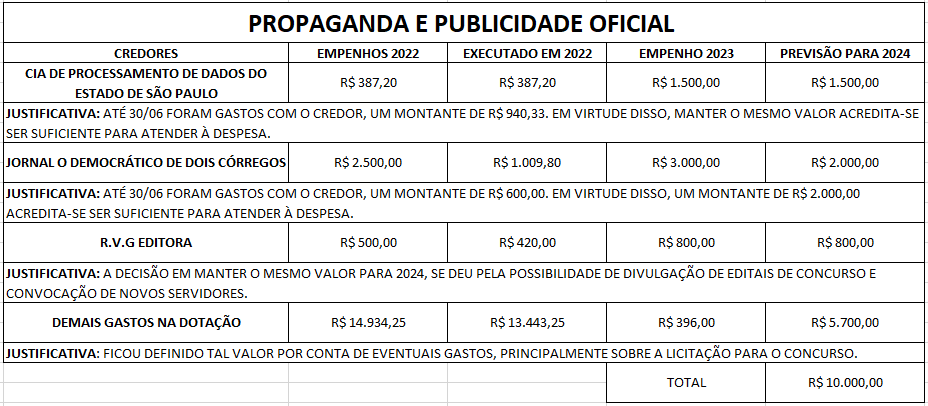 PROPAGANDA E PUBLICIDADE OFICIAL
CREDORES EMPENHOS 2022 EXECUTADO EM 2022 EMPENHO 2023 PREVISÃO PARA 2024
CIA DE PROCESSAMENTO DE DADOS DO
ESTADO DE SÃO PAULO R$ 387,20 R$ 387,20 R$ 1.500,00 R$ 1.500,00
JUSTIFICATIVA: ATÉ 30/06 FORAM GASTOS COM O CREDOR, UM MONTANTE DE R$ 940,33. EM VIRTUDE DISSO, MANTER O MESMO VALOR ACREDITA-SE
SER SUFICIENTE PARA ATENDER À DESPESA.
JORNAL O DEMOCRÁTICO DE DOIS CÓRREGOS R$ 2.500,00 R$ 1.009,80 R$ 3.000,00 R$ 2.000,00
JUSTIFICATIVA: ATÉ 30/06 FORAM GASTOS COM O CREDOR, UM MONTANTE DE R$ 600,00. EM VIRTUDE DISSO, UM MONTANTE DE R$ 2.000,00
ACREDITA-SE SER SUFICIENTE PARA ATENDER À DESPESA.
R.V.G EDITORA R$ 500,00 R$ 420,00 R$ 800,00 R$ 800,00
JUSTIFICATIVA: A DECISÃO EM MANTER O MESMO VALOR PARA 2024, SE DEU PELA POSSIBILIDADE DE DIVULGAÇÃO DE EDITAIS DE CONCURSO E
CONVOCAÇÃO DE NOVOS SERVIDORES.
DEMAIS GASTOS NA DOTAÇÃO R$ 14.934,25 R$ 13.443,25 R$ 396,00 R$ 5.700,00
JUSTIFICATIVA: FICOU DEFINIDO TAL VALOR POR CONTA DE EVENTUAIS GASTOS, PRINCIPALMENTE SOBRE A LICITAÇÃO PARA O CONCURSO.
TOTAL R$ 10.000,00